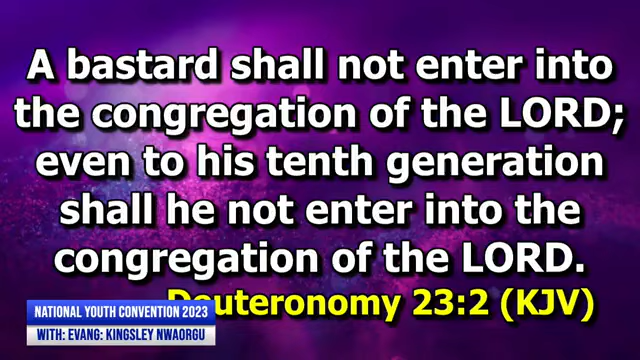 A bastard shall not enter into
the congregation of the LORD;
even to his tenth generation
shall he not enter into the
congregation of the LORD.
Deuteronomy 23:2 (KJV)
NATIONAL YOUTH CONVENTION 2023
WITH: EVANG: KINGSLEY NWAORGU